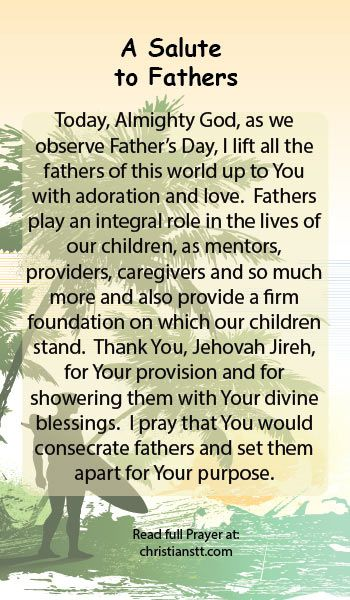 A Salute
to Fathers
Today, Almighty God, as we
observe Father's Day, I lift all the
fathers of this world up to You
with adoration and love.  Fathers
play an integral role in the lives of
our children, as mentors,
providers, caregivers and so much
more and also provide a firm
foundation on which our children
stand.  Thank You, Jehovah Jireh,
for Your provision and for
showering them with Your divine
blessings.  I pray that You would
consecrate fathers and set them
apart for Your purpose.
Read full Prayer at:
christianstt.com